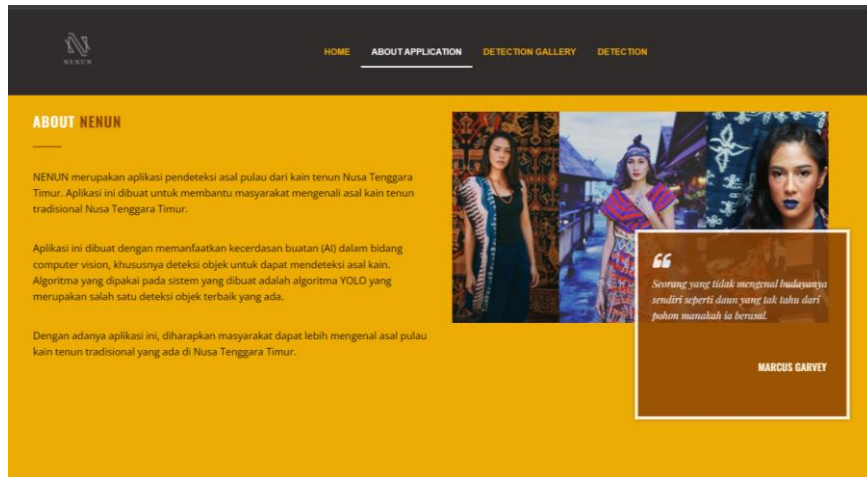 NENUN
HOME ABOUT APPLICATION DETECTION GALLERY DETECTION
ABOUT NENUN
NENUN merupakan aplikasi pendeteksi asal pulau dari kain tenun Nusa Tenggara
Timur. Aplikasi ini dibuat untuk membantu masyarakat mengenali asal kain tenun
tradisional Nusa Tenggara Timur.
Aplikasi ini dibuat dengan memanfaatkan kecerdasan buatan (AI) dalam bidang
computer vision, khususnya deteksi objek untuk dapat mendeteksi asal kain.
Algoritma yang dipakai pada sistem yang dibuat adalah algoritma YOLO yang
merupakan salah satu deteksi objek terbaik yang ada.
Dengan adanya aplikasi ini, diharapkan masyarakat dapat lebih mengenal asal pulau
kain tenun tradisional yang ada di Nusa Tenggara Timur.
Seorang yang tidak mengenal budayanya
sendiri seperti daun yang tak tahu dari
pohon manakah ia berasal.
MARCUS GARVEY